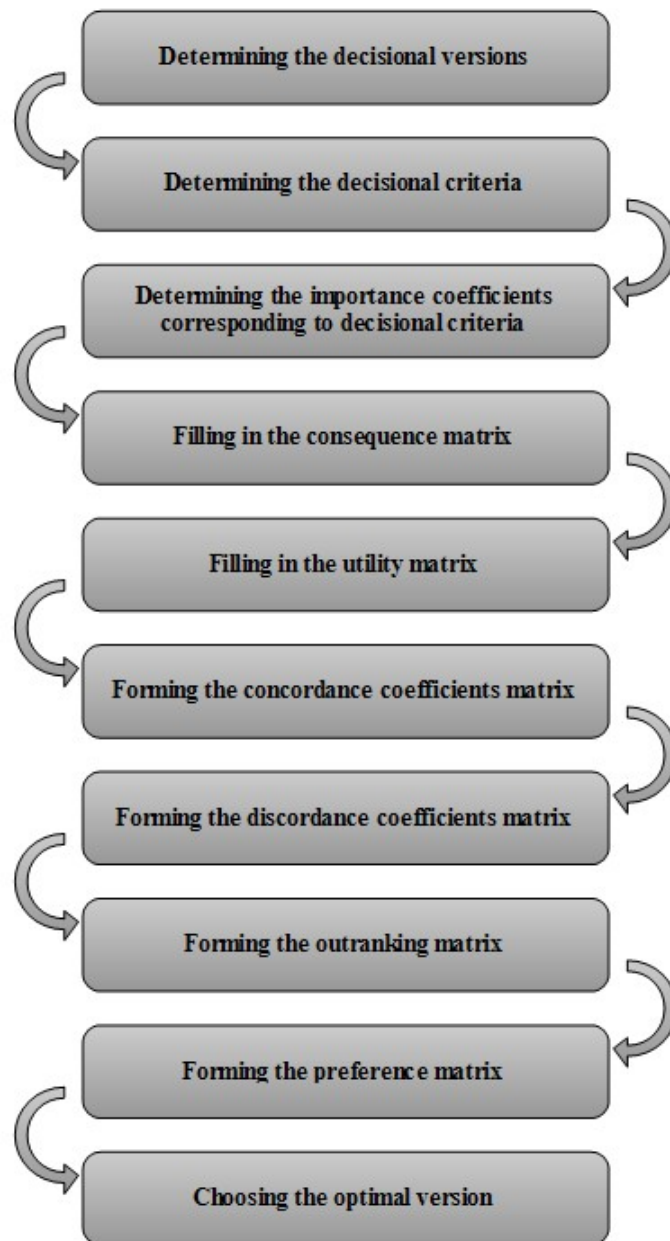 Determining the decisional versions
Determining the decisional criteria
Determining the importance coefficients
corresponding to decisional criteria
Filling in the consequence matrix
Filling in the utility matrix
Forming the concordance coefficients matrix
Forming the discordance coefficients matrix
Forming the outranking matrix
Forming the preference matrix
Choosing the optimal version